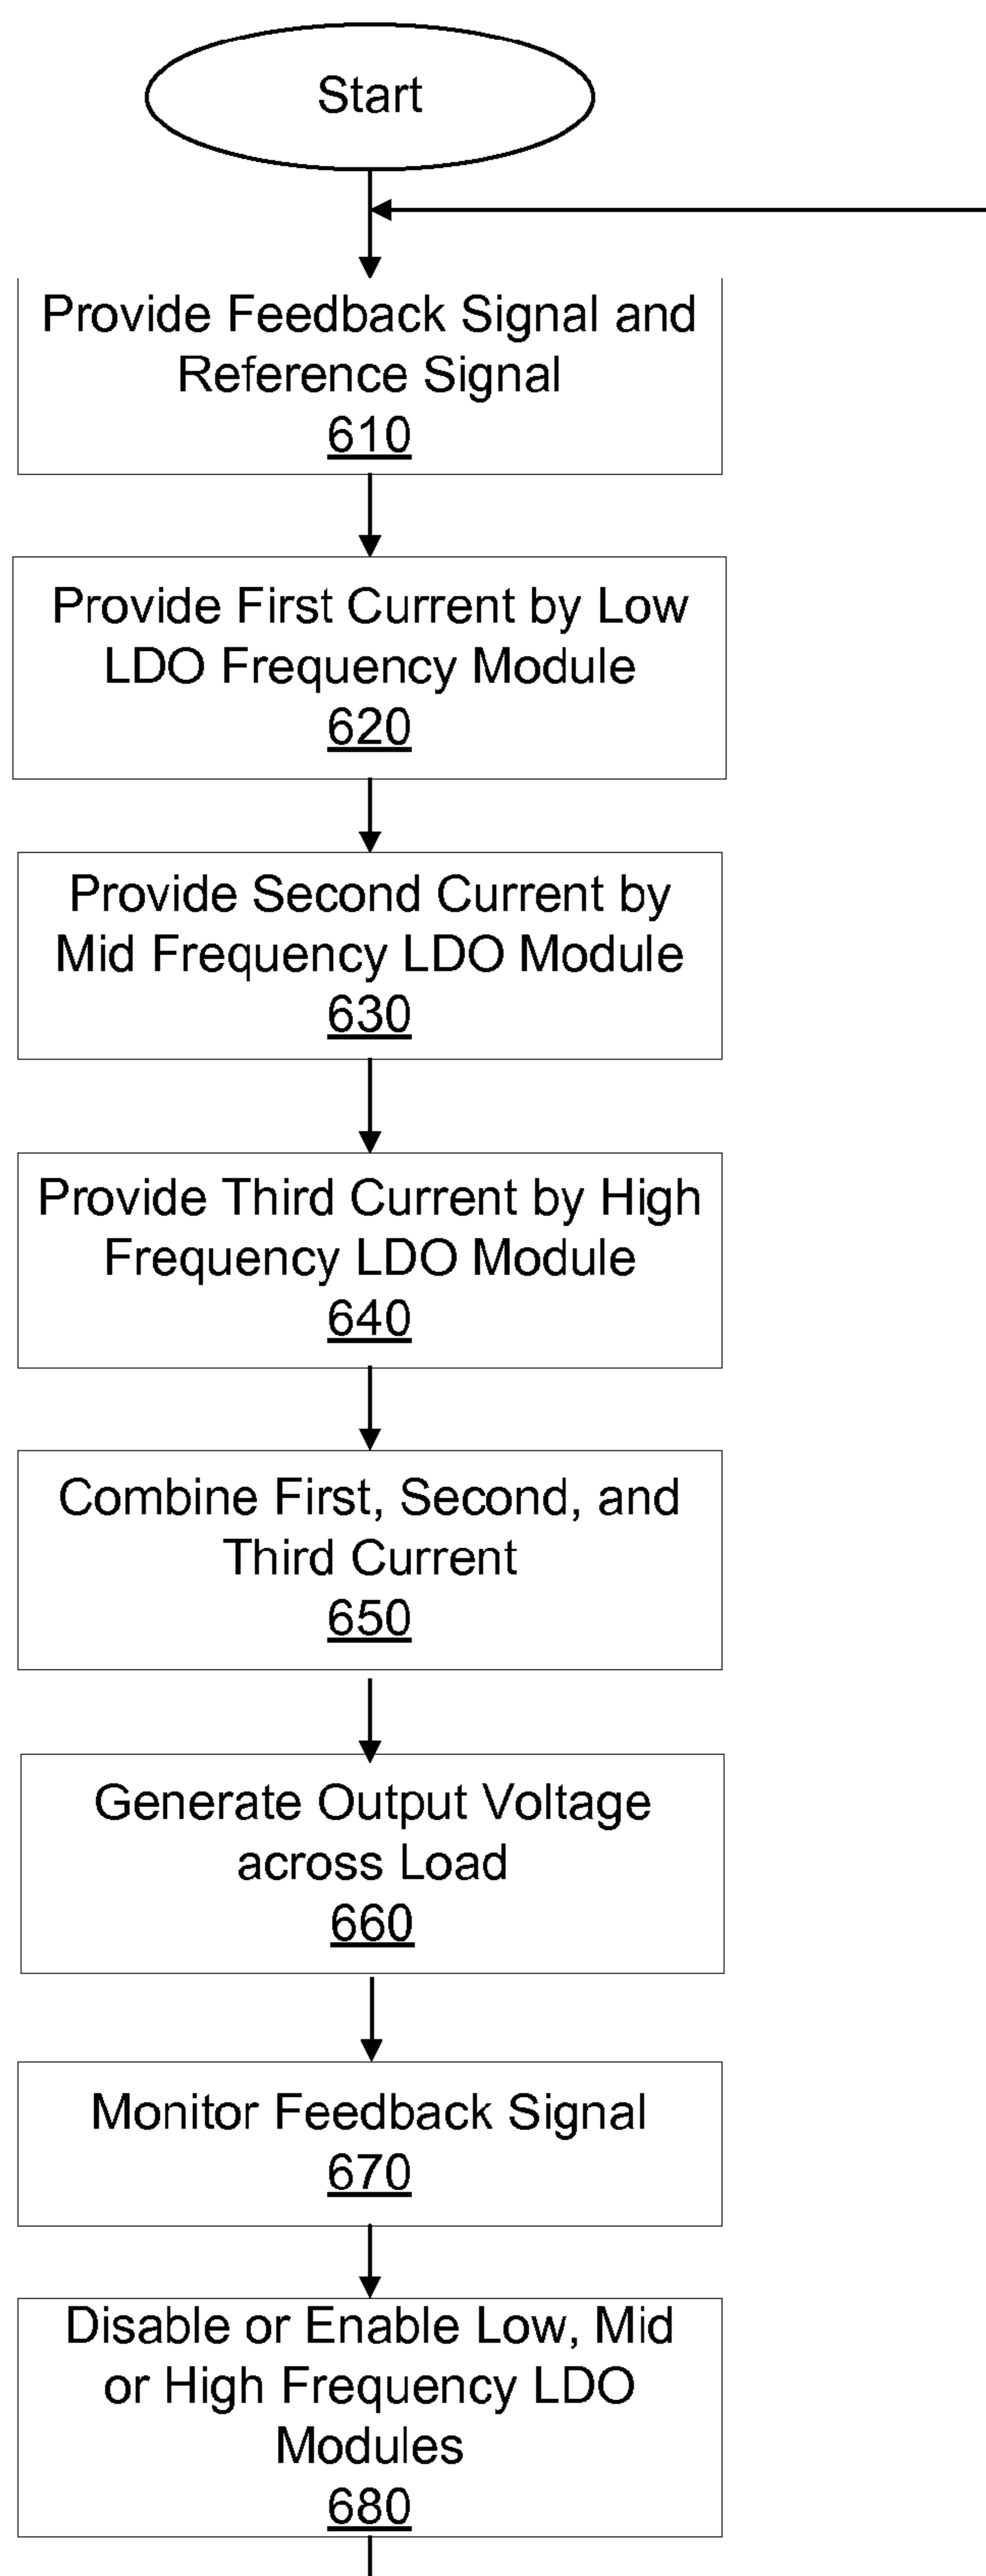 Start
Provide Feedback Signal and
Reference Signal
610
Provide First Current by Low
LDO Frequency Module
620
Provide Second Current by
Mid Frequency LDO Module
630
Provide Third Current by High
Frequency LDO Module
640
Combine First, Second, and
Third Current
650
Generate Output Voltage
across Load
660
Monitor Feedback Signal
670
Disable or Enable Low, Mid
or High Frequency LDO
Modules
680